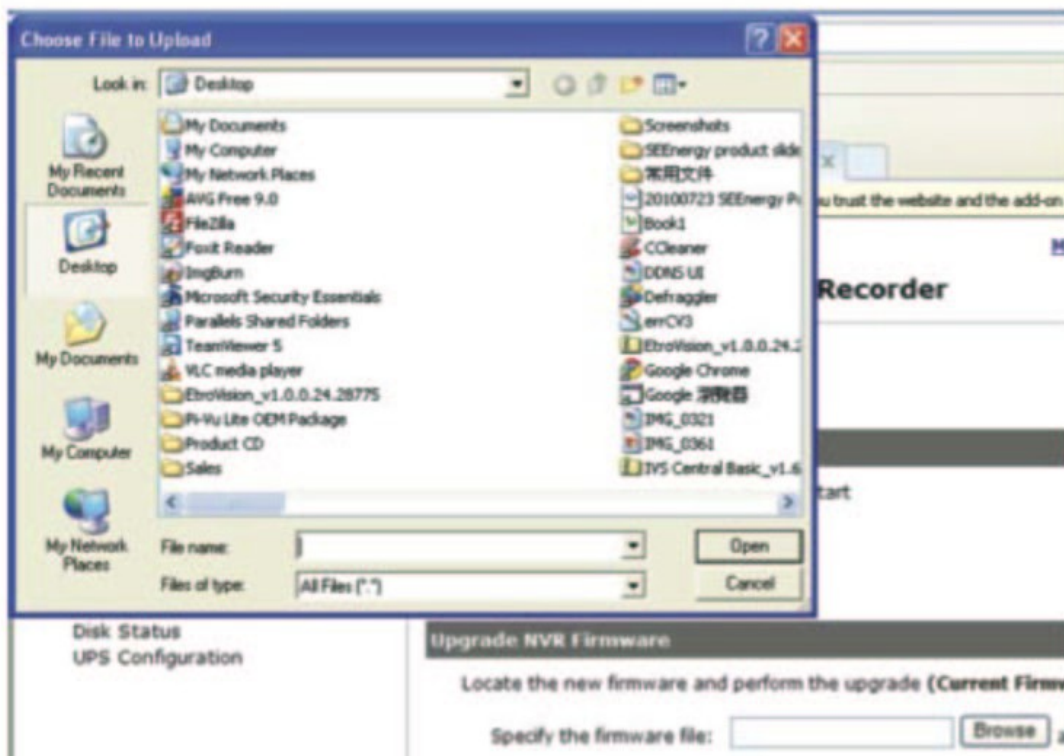 Choose File to Upload
Look in: Desktop
My Recent Documents
Desktop
My Documents
My Computer
My Network Places
My Documents
My Computer
My Network Places
AVG Free 9.0
FileZilla
Foxit Reader
ImgBurn
Microsoft Security Essentials
Parallels Shared Folders
TeamViewer 5
VLC media player
EtroVision_v1.0.0.24.28775
Pi-Vu Lite OEM Package
Product CD
Sales
Screenshots
SEEnergy product slide
常用文件
20100723 SEEnergy P
Book1
CCleaner
DDNS UI
Defraggler
errCV3
EtroVision_v1.0.0.24.2
Google Chrome
Google 瀏覽器
IMG_0321
IMG_0361
IVS Central Basic_v1.6
File name:
Open
Files of type: All Files (*.*)
Cancel
u trust the website and the add-on
M
Recorder
tart
Disk Status
UPS Configuration
Upgrade NVR Firmware
Locate the new firmware and perform the upgrade (Current Firmw
Specify the firmware file: Browse